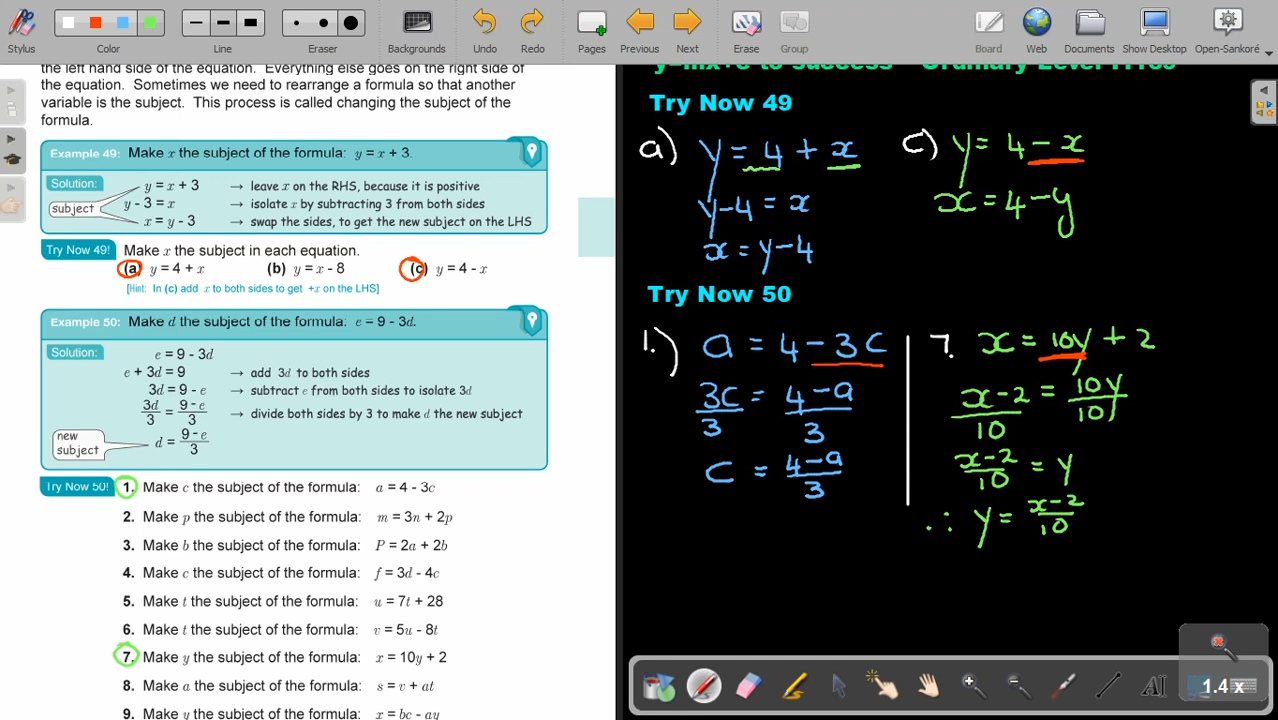 Stylus Color Line Eraser Backgrounds Undo Redo Pages Previous Next Erase Group Board Web Documents Show Desktop Open-Sankoré
the left hand side of the equation. Everything else goes on the right side of
the equation. Sometimes we need to rearrange a formula so that another
variable is the subject. This process is called changing the subject of the
formula.
Example 49: Make x the subject of the formula: y = x + 3.
Solution:
subject
y = x + 3 → leave x on the RHS, because it is positive
y - 3 = x → isolate x by subtracting 3 from both sides
x = y - 3 → swap the sides, to get the new subject on the LHS
Try Now 49! Make x the subject in each equation.
(a) y = 4 + x (b) y = x - 8 (c) y = 4 - x
[Hint: In (c) add x to both sides to get +x on the LHS]
Example 50: Make d the subject of the formula: e = 9 - 3d.
Solution:
e = 9 - 3d
e + 3d = 9 → add 3d to both sides
3d = 9 - e → subtract e from both sides to isolate 3d
3d/3 = 9 - e/3 → divide both sides by 3 to make d the new subject
new subject
d = 9 - e/3
Try Now 50! 1. Make c the subject of the formula: a = 4 - 3c
2. Make p the subject of the formula: m = 3n + 2p
3. Make b the subject of the formula: P = 2a + 2b
4. Make c the subject of the formula: f = 3d - 4c
5. Make t the subject of the formula: u = 7t + 28
6. Make t the subject of the formula: v = 5u - 8t
7. Make y the subject of the formula: x = 10y + 2
8. Make a the subject of the formula: s = v + at
9. Make y the subject of the formula: x = bc - ay
y=mx+c to success
Try Now 49
a) y = 4 + x
y - 4 = x
x = y - 4
c) y = 4 - x
x = 4 - y
Try Now 50
1.) a = 4 - 3c
3c/3 = 4 - a/3
c = 4 - a/3
7. x = 10y + 2
x - 2/10 = 10y/10
x - 2/10 = y
∴ y = x - 2/10
1.4 x